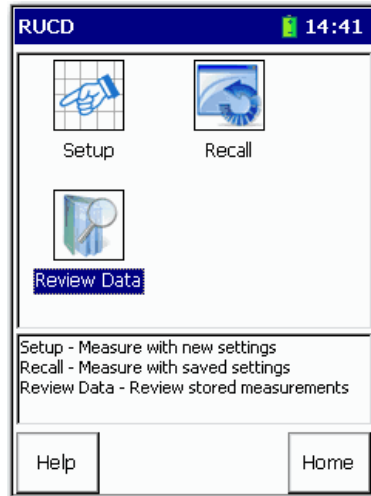 RUCD 14:41
Setup Recall
Review Data
Setup - Measure with new settings
Recall - Measure with saved settings
Review Data - Review stored measurements
Help Home